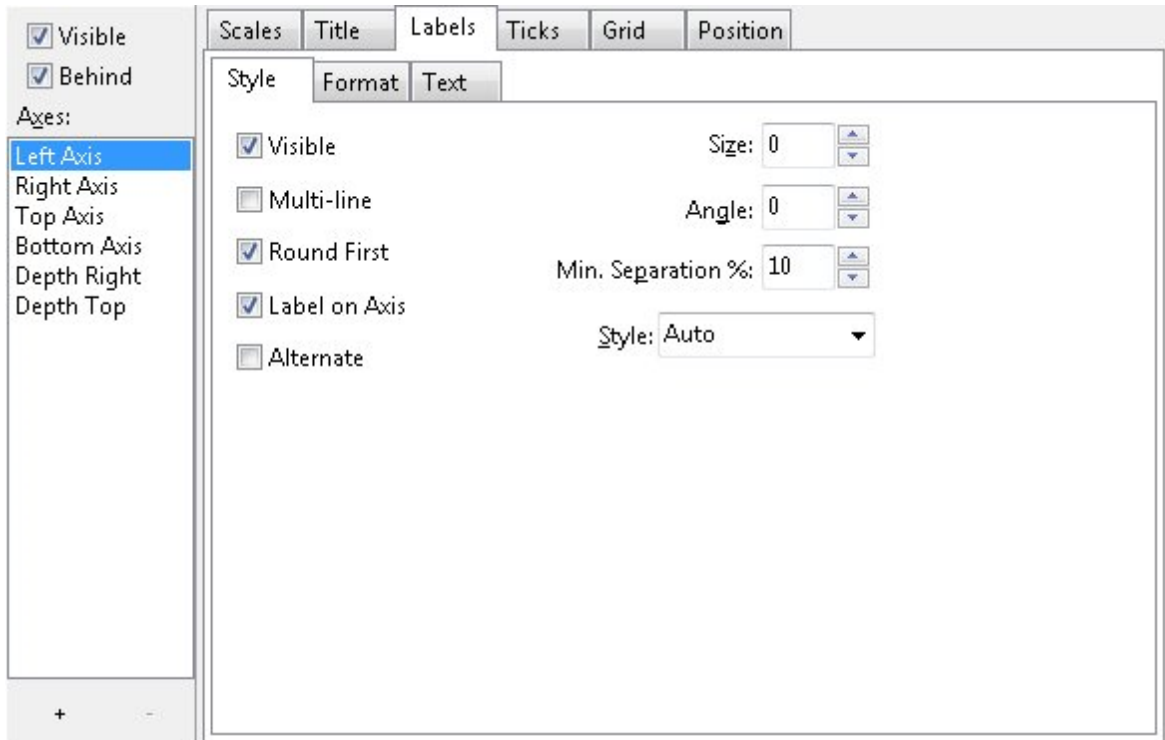 Visible
Behind
Axes:
Left Axis
Right Axis
Top Axis
Bottom Axis
Depth Right
Depth Top
+ -
Scales Title Labels Ticks Grid Position
Style Format Text
Visible
Multi-line
Round First
Label on Axis
Alternate
Size: 0
Angle: 0
Min. Separation %: 10
Style: Auto